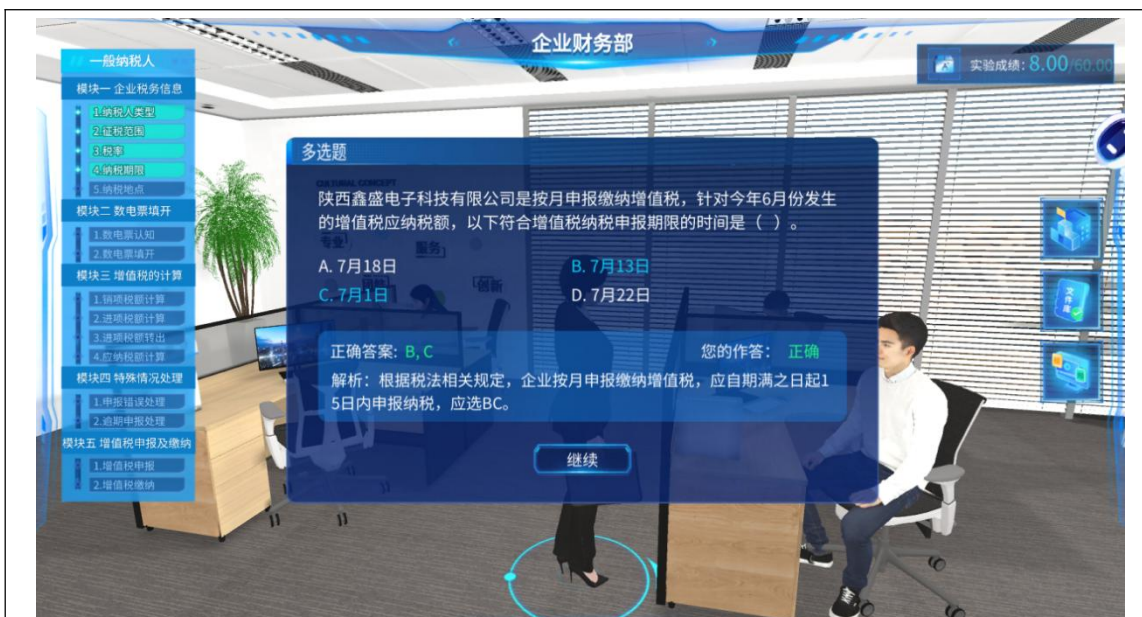 企业财务部
实验成绩: 8.00/60.00
一般纳税人
模块一 企业税务信息
1.纳税人类型
2.征税范围
3.税率
4.纳税期限
5.纳税地点
模块二 数电票填开
1.数电票认知
2.数电票填开
模块三 增值税的计算
1.销项税额计算
2.进项税额计算
3.进项税额转出
4.应纳税额计算
模块四 特殊情况处理
1.申报错误处理
2.逾期申报处理
模块五 增值税申报及缴纳
1.增值税申报
2.增值税缴纳
多选题
CULTURAL CONCEPT
陕西鑫盛电子科技有限公司是按月申报缴纳增值税，针对今年6月份发生
的增值税应纳税额，以下符合增值税纳税申报期限的时间是（ ）。
专业
服务
创新
A. 7月18日
B. 7月13日
C. 7月1日
D. 7月22日
正确答案: B, C
您的作答： 正确
解析：根据税法相关规定，企业按月申报缴纳增值税，应自期满之日起1
5日内申报纳税，应选BC。
继续
文件库